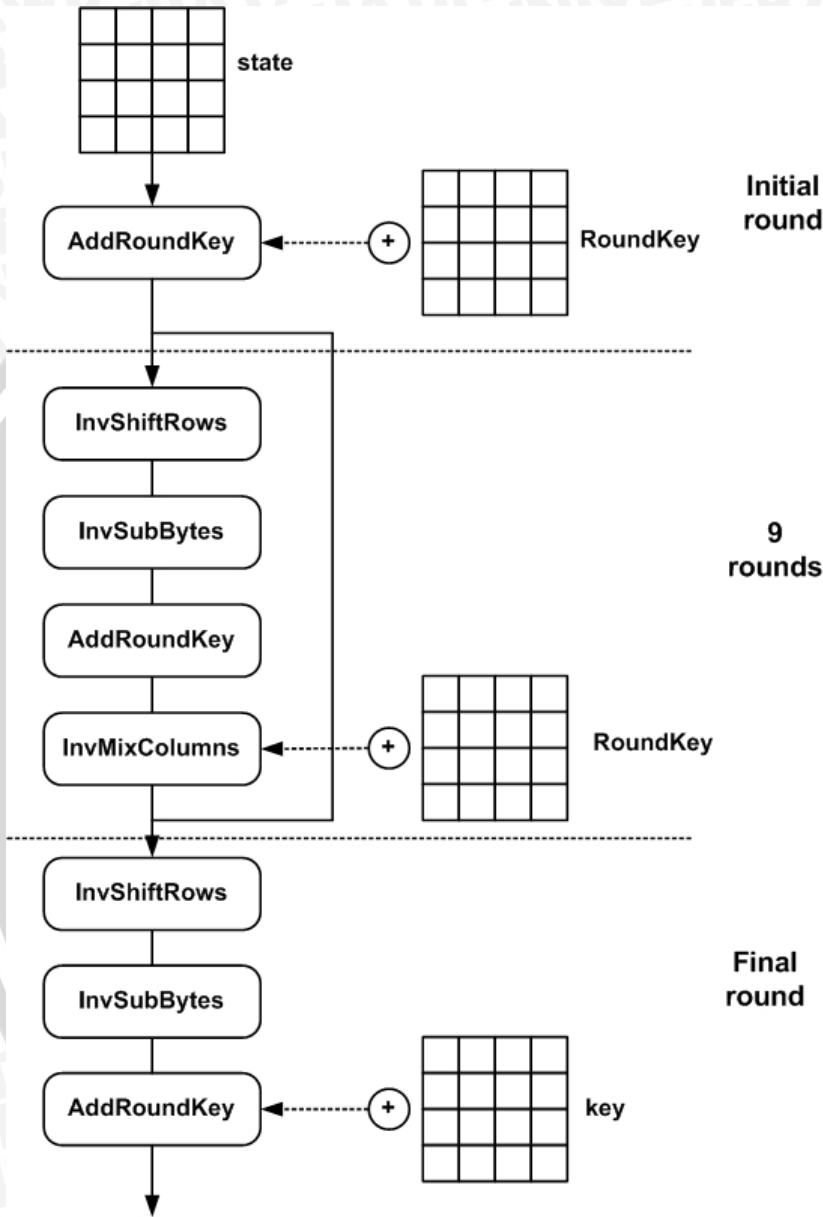 state
AddRoundKey
+
RoundKey
Initial
round
InvShiftRows
InvSubBytes
AddRoundKey
InvMixColumns
+
RoundKey
9
rounds
InvShiftRows
InvSubBytes
AddRoundKey
+
key
Final
round